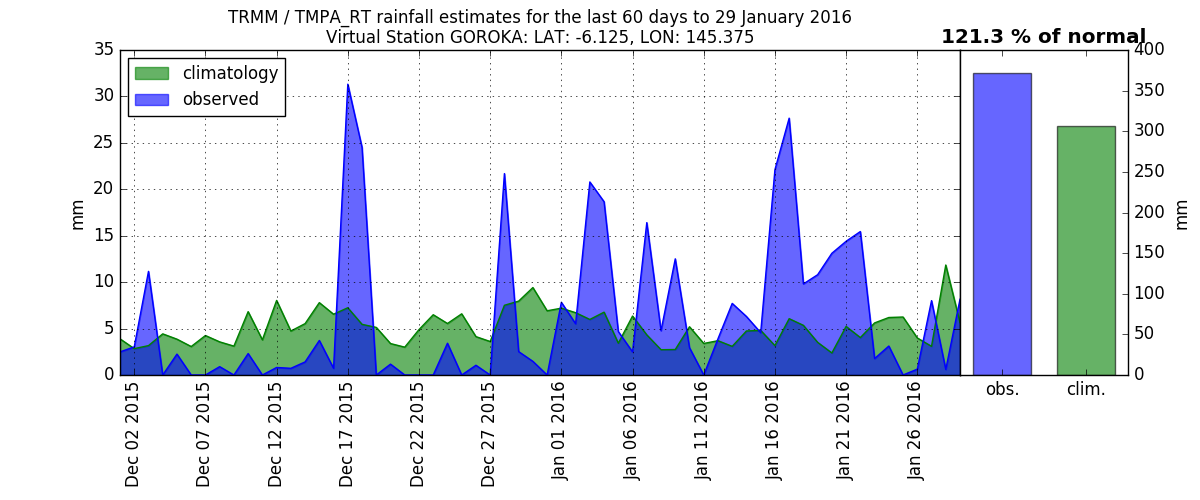 TRMM / TMPA_RT rainfall estimates for the last 60 days to 29 January 2016
Virtual Station GOROKA: LAT: -6.125, LON: 145.375
121.3 % of normal
climatology
observed
mm
35
30
25
20
15
10
5
0
Dec 02 2015
Dec 07 2015
Dec 12 2015
Dec 17 2015
Dec 22 2015
Dec 27 2015
Jan 01 2016
Jan 06 2016
Jan 11 2016
Jan 16 2016
Jan 21 2016
Jan 26 2016
obs.
clim.
400
350
300
250
200
150
100
50
0
mm